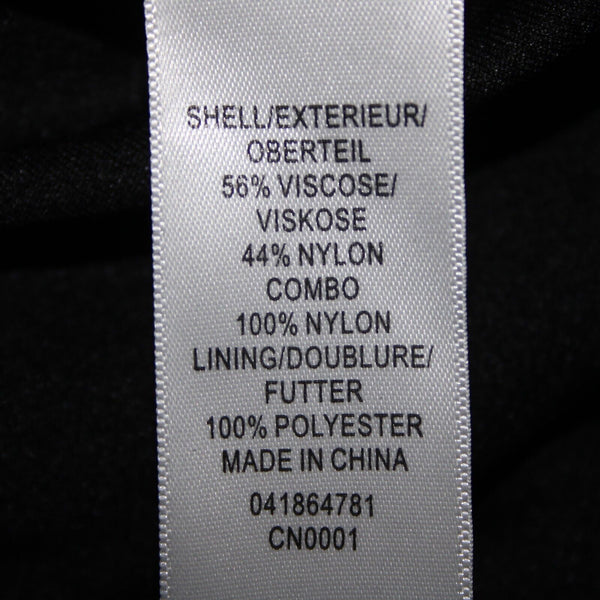 SHELL/EXTERIEUR/
OBERTEIL
56% VISCOSE/
VISKOSE
44% NYLON
COMBO
100% NYLON
LINING/DOUBLURE/
FUTTER
100% POLYESTER
MADE IN CHINA
041864781
CN0001